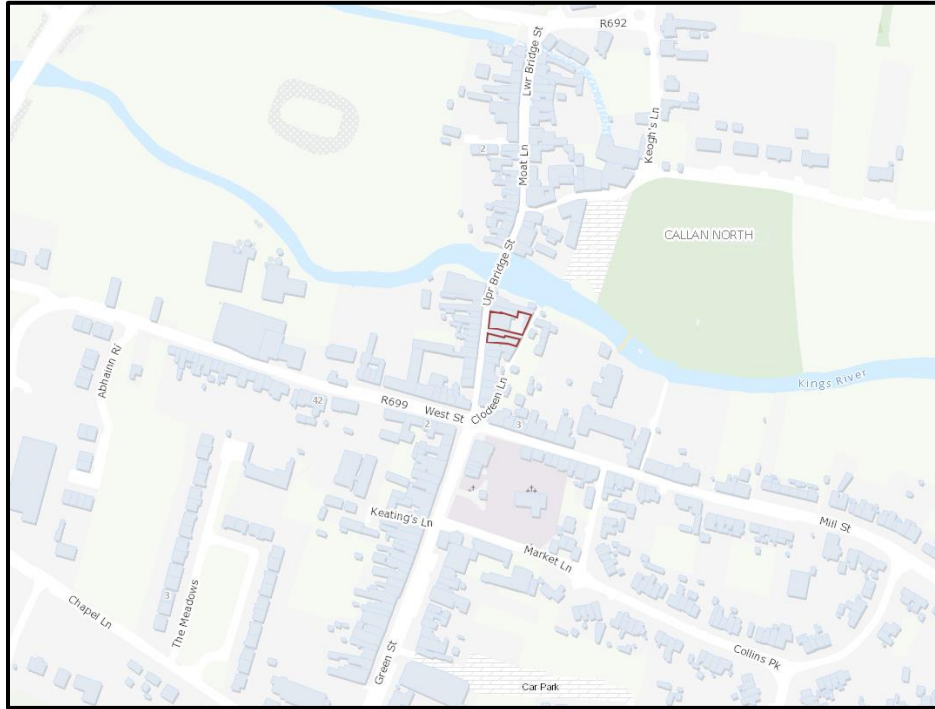 R692
Lwr Bridge St
Keogh's Ln
2
Moat Ln
CALLAN NORTH
Upr Bridge St
Kings River
Abhainn Rí
42
R699
West St
2
Clodeen Ln
3
Keating's Ln
Mill St
Market Ln
3
The Meadows
Chapel Ln
Collins Pk
Green St
Car Park